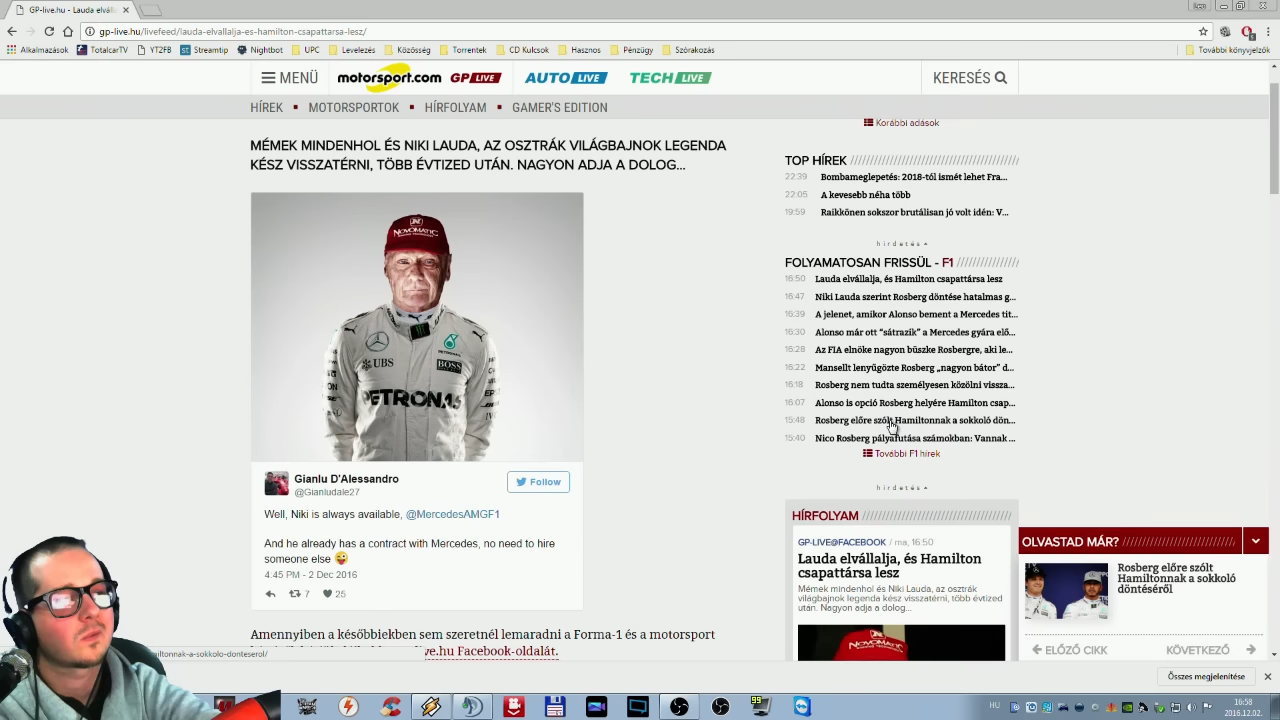 GP-live.hu - Lauda elvállalja
Ricco
gp-live.hu/livefeed/lauda-elvallalja-es-hamilton-csapattarsa-lesz/
Alkalmazások TotalcarTV YT2FB Streamtip Nightbot UPC Levelezés Közösség Torrentek CD Kulcsok Hasznos Pénzügy Szórakozás További könyvjelzők
MENÜ motorsport.com GP LIVE AUTO LIVE TECH LIVE KERESÉS
HÍREK MOTORSPORTOK HÍRFOLYAM GAMER'S EDITION
Korábbi adások
MÉMEK MINDENHOL ÉS NIKI LAUDA, AZ OSZTRÁK VILÁGBAJNOK LEGENDA
KÉSZ VISSZATÉRNI, TÖBB ÉVTIZED UTÁN. NAGYON ADJA A DOLOG...
NOVOMATIC
UBS
PETRONAS
BOSS
PETRONAS
Gianlu D'Alessandro
@Gianludale27
Follow
Well, Niki is always available, @MercedesAMGF1
And he already has a contract with Mercedes, no need to hire
someone else
4:45 PM - 2 Dec 2016
7 25
Amennyiben a későbbiekben sem szeretnél lemaradni a Forma-1 és a motorsport
ve.hu Facebook-oldalát.
iltonnak-a-sokkolo-donteserol/
TOP HÍREK
22:39 Bombameglepetés: 2018-tól ismét lehet Fra...
22:05 A kevesebb néha több
19:59 Raikkönen sokszor brutálisan jó volt idén: V...
hirdetés
FOLYAMATOSAN FRISSÜL - F1
16:50 Lauda elvállalja, és Hamilton csapattársa lesz
16:47 Niki Lauda szerint Rosberg döntése hatalmas g...
16:39 A jelenet, amikor Alonso bement a Mercedes tit...
16:30 Alonso már ott "sátrazik" a Mercedes gyára elő...
16:28 Az FIA elnöke nagyon büszke Rosbergre, aki le...
16:22 Mansellt lenyűgözte Rosberg „nagyon bátor" d...
16:18 Rosberg nem tudta személyesen közölni vissza...
16:07 Alonso is opció Rosberg helyére Hamilton csap...
15:48 Rosberg előre szólt Hamiltonnak a sokkoló dön...
15:40 Nico Rosberg pályafutása számokban: Vannak ...
További F1 hírek
hirdetés
HÍRFOLYAM
GP-LIVE@FACEBOOK / ma, 16:50
Lauda elvállalja, és Hamilton
csapattársa lesz
Mémek mindenhol és Niki Lauda, az osztrák
világbajnok legenda kész visszatérni, több évtized
után. Nagyon adja a dolog...
NOVOMATIC
OLVASTAD MÁR?
Rosberg előre szólt
Hamiltonnak a sokkoló
döntéséről
ELŐZŐ CIKK KÖVETKEZŐ
Összes megjelenítése
HU
16:58
2016.12.02.